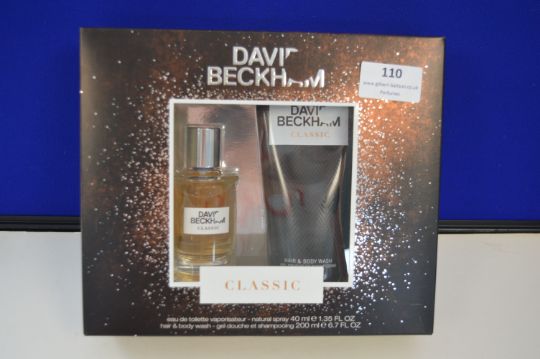 DAVID
BECKHAM
110
www.gilbert-baitson.co.uk
Perfumes
DAVID
BECKHAM
CLASSIC
DAVID
BECKHAM
CLASSIC
HAIR & BODY WASH
CLASSIC
eau de toilette vaporisateur - natural spray 40 ml e 1.35 FL OZ
hair & body wash - gel douche et shampooing 200 ml e 6.7 FL OZ